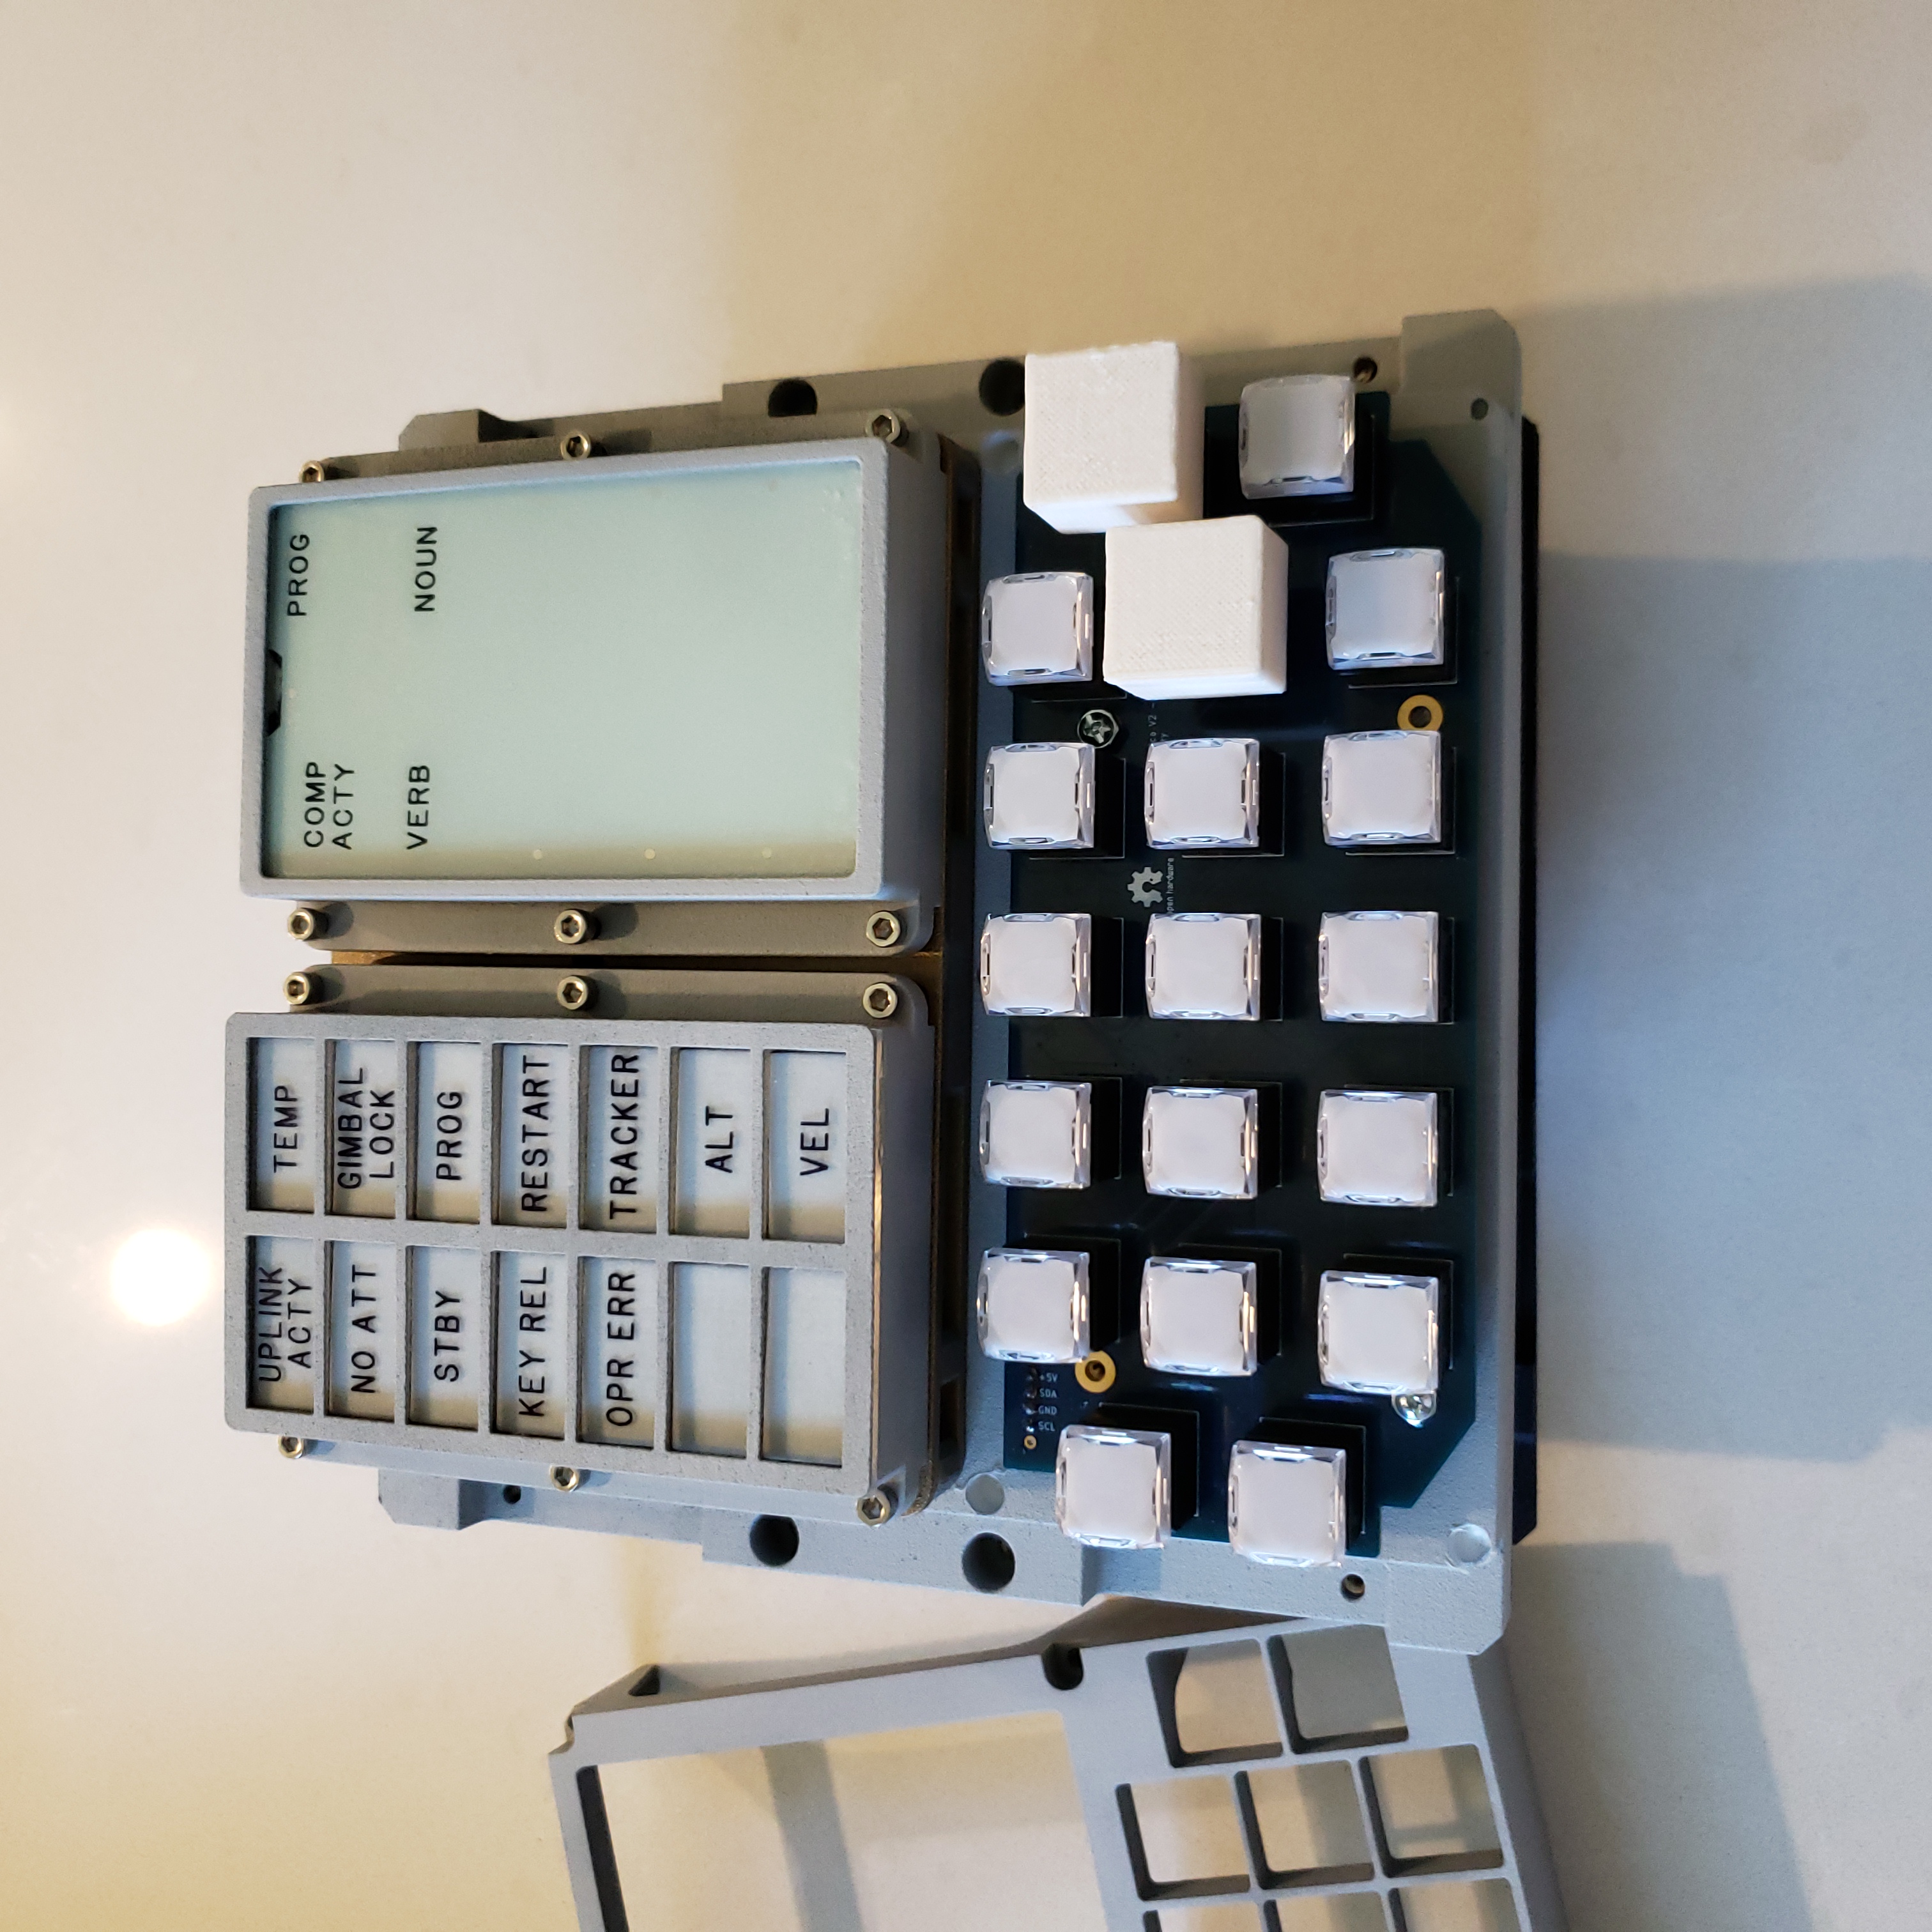 UPLINK
ACTY
TEMP
NO ATT
GIMBAL
LOCK
STBY
PROG
KEY REL
RESTART
OPR ERR
TRACKER
ALT
VEL
PROG
COMP
ACTY
VERB
NOUN
SCL
GND
SDA
+5V
open hardware
V2